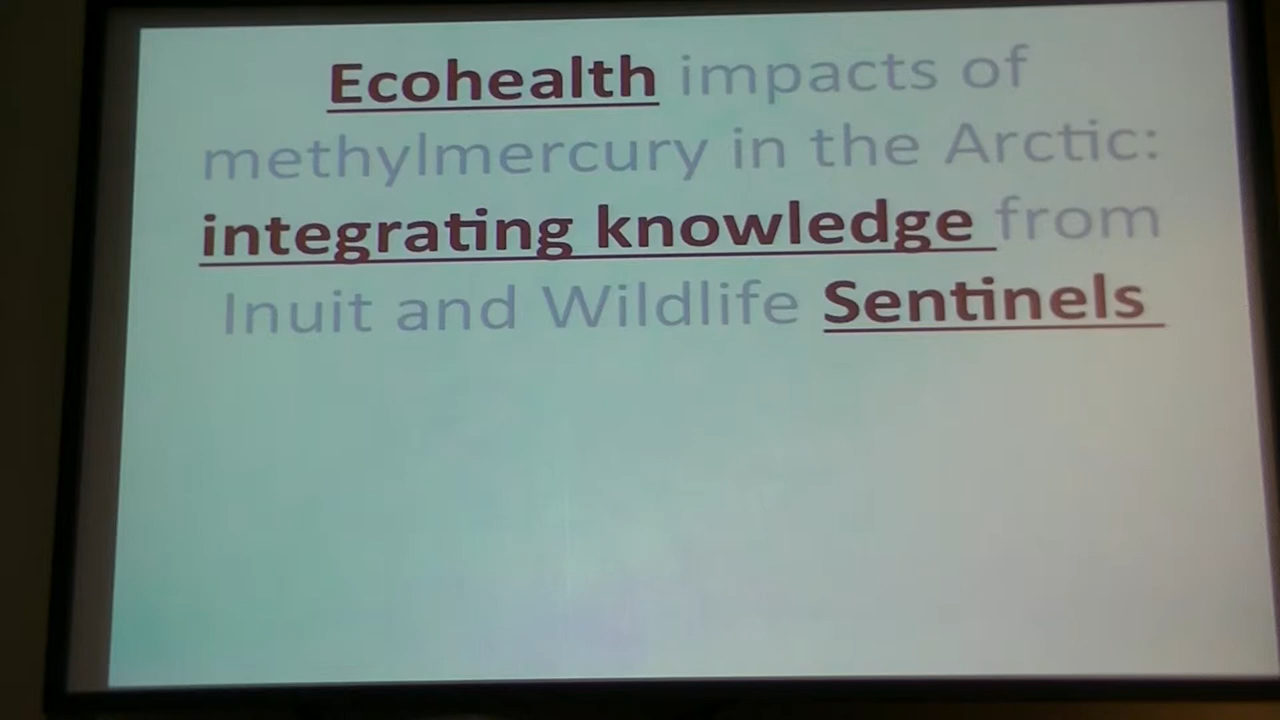 Ecohealth impacts of
methylmercury in the Arctic:
integrating knowledge from
Inuit and Wildlife Sentinels